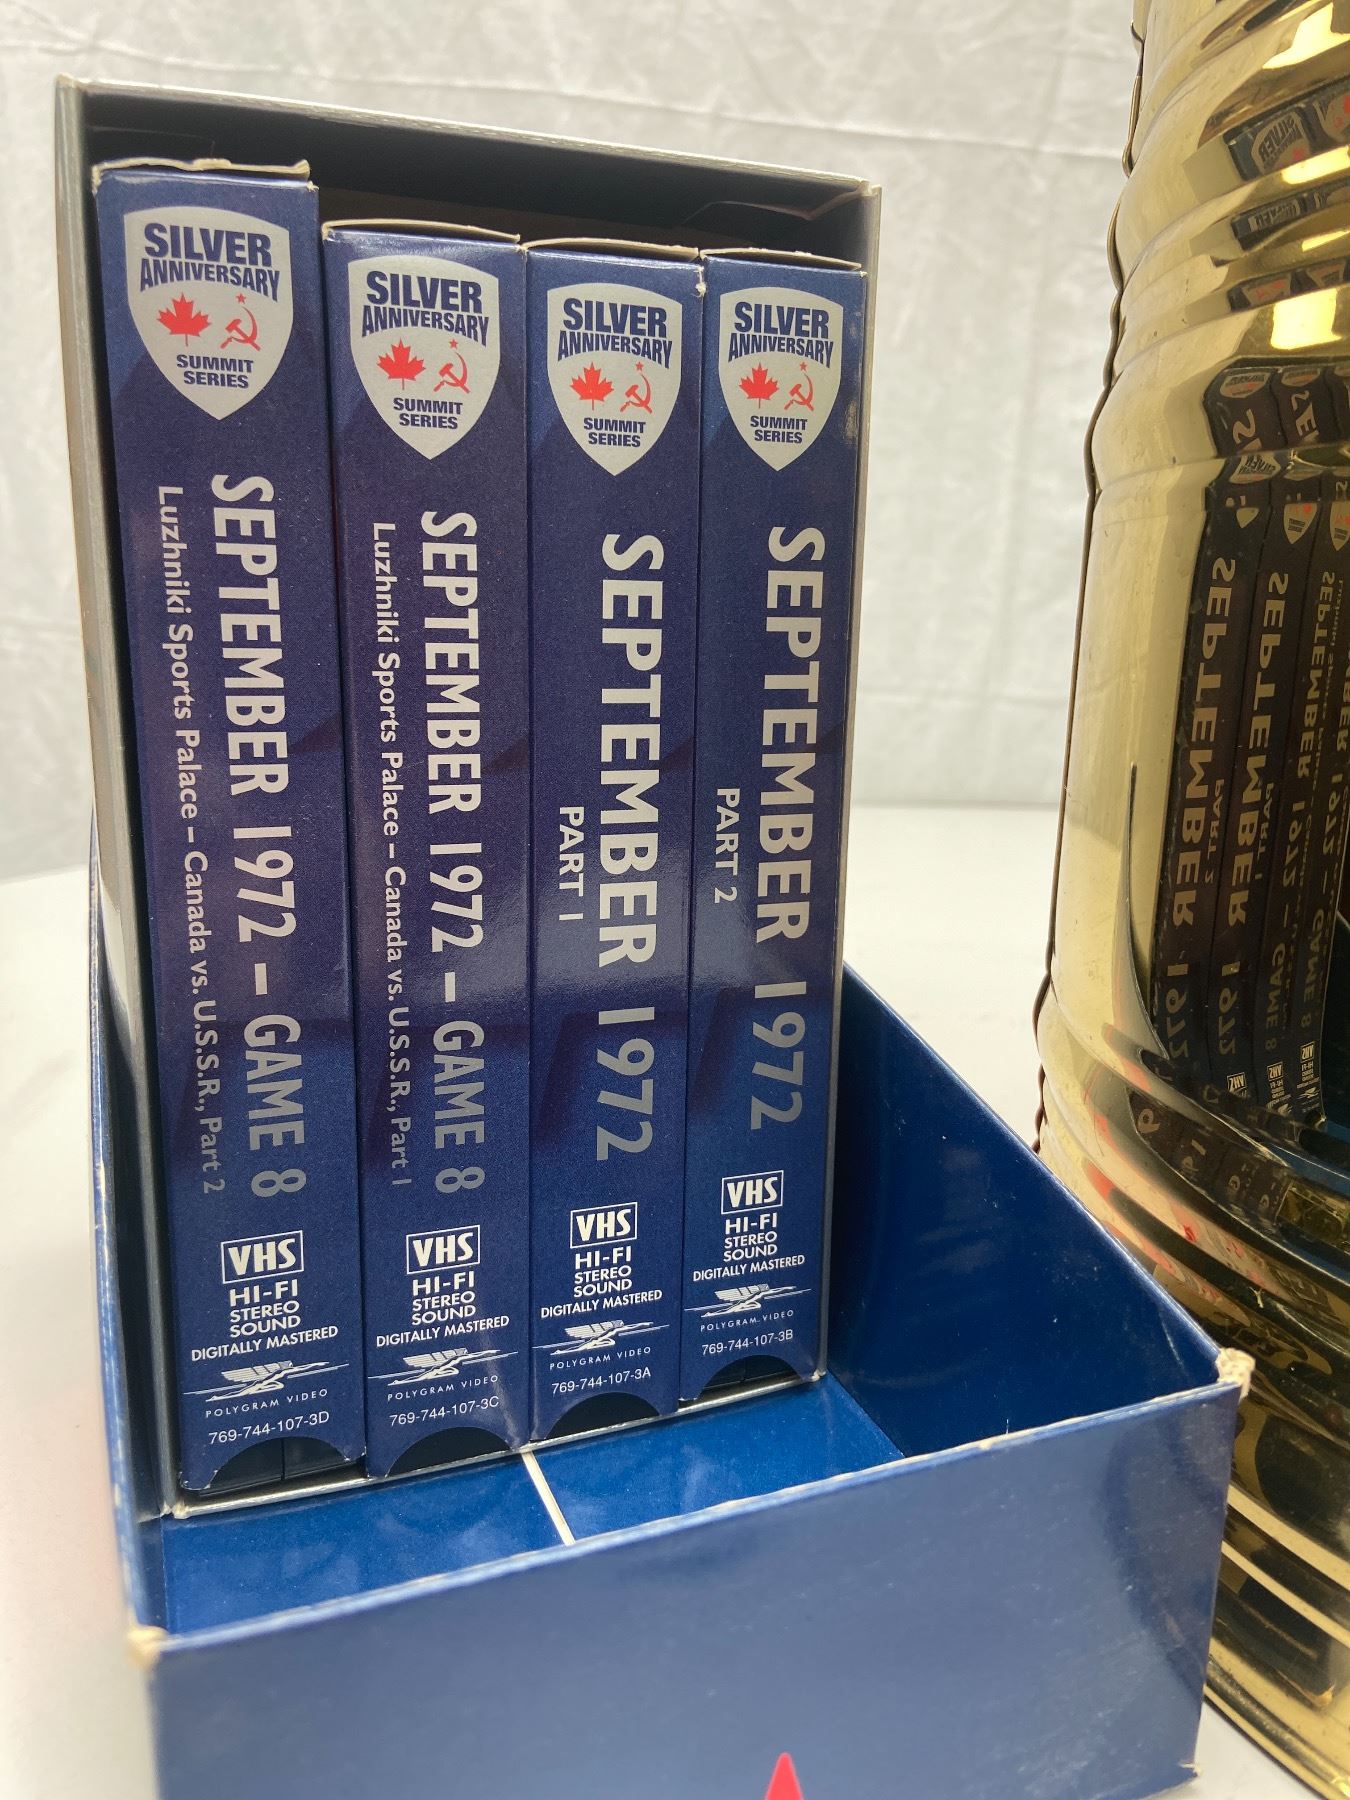 SILVER
ANNIVERSARY
SUMMIT
SERIES
SEPTEMBER 1972 – GAME 8
Luzhniki Sports Palace – Canada vs. U.S.S.R., Part 2
VHS
HI-FI
STEREO
SOUND
DIGITALLY MASTERED
POLYGRAM VIDEO
769-744-107-3D
SILVER
ANNIVERSARY
SUMMIT
SERIES
SEPTEMBER 1972 – GAME 8
Luzhniki Sports Palace – Canada vs. U.S.S.R., Part 1
VHS
HI-FI
STEREO
SOUND
DIGITALLY MASTERED
POLYGRAM VIDEO
769-744-107-3C
SILVER
ANNIVERSARY
SUMMIT
SERIES
SEPTEMBER 1972
PART 1
VHS
HI-FI
STEREO
SOUND
DIGITALLY MASTERED
POLYGRAM VIDEO
769-744-107-3A
SILVER
ANNIVERSARY
SUMMIT
SERIES
SEPTEMBER 1972
PART 2
VHS
HI-FI
STEREO
SOUND
DIGITALLY MASTERED
POLYGRAM VIDEO
769-744-107-3B